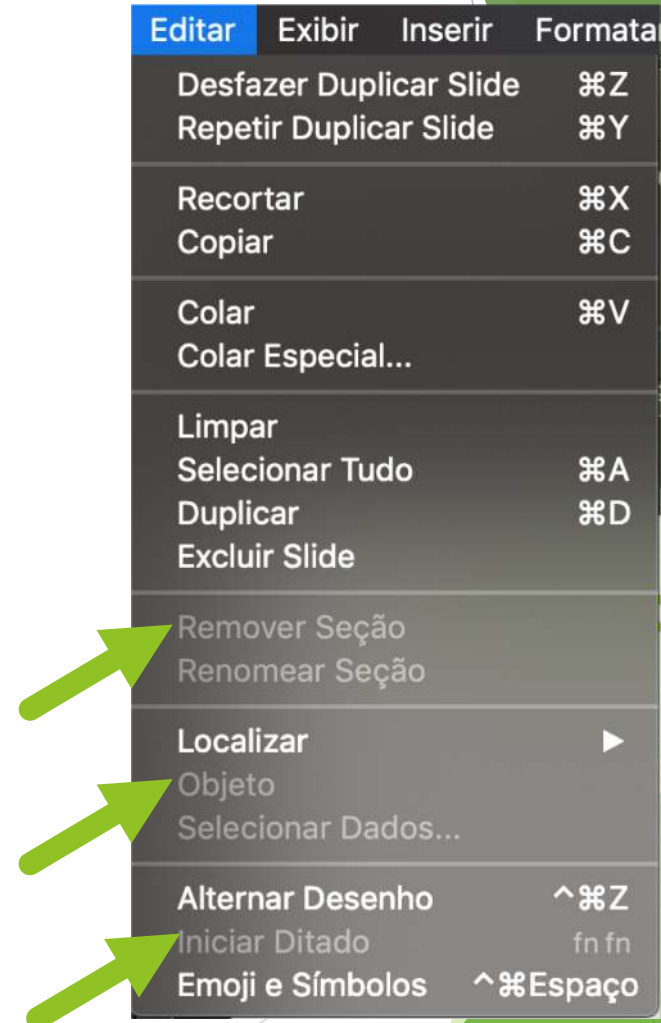 Editar Exibir Inserir Formatar
Desfazer Duplicar Slide ⌘Z
Repetir Duplicar Slide ⌘Y
Recortar ⌘X
Copiar ⌘C
Colar ⌘V
Colar Especial...
Limpar
Selecionar Tudo ⌘A
Duplicar ⌘D
Excluir Slide
Remover Seção
Renomear Seção
Localizar ▶
Objeto
Selecionar Dados...
Alternar Desenho ^⌘Z
Iniciar Ditado fn fn
Emoji e Símbolos ^⌘Espaço